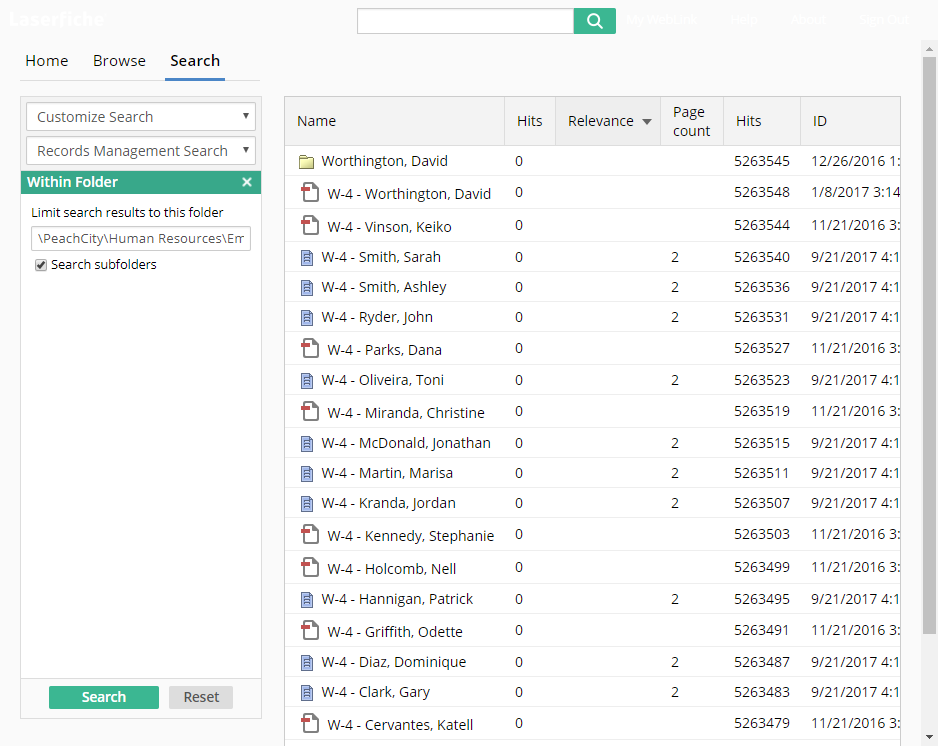 Laserfiche
My WebLink Help About Sign Out
Home Browse Search
Customize Search
Records Management Search
Within Folder
Limit search results to this folder
\PeachCity\Human Resources\Em
Search subfolders
Search Reset
Name Hits Relevance Page count Hits ID
Worthington, David 0 5263545 12/26/2016 1:
W-4 - Worthington, David 0 5263548 1/8/2017 3:14
W-4 - Vinson, Keiko 0 5263544 11/21/2016 3:
W-4 - Smith, Sarah 0 2 5263540 9/21/2017 4:1
W-4 - Smith, Ashley 0 2 5263536 9/21/2017 4:1
W-4 - Ryder, John 0 2 5263531 9/21/2017 4:1
W-4 - Parks, Dana 0 5263527 11/21/2016 3:
W-4 - Oliveira, Toni 0 2 5263523 9/21/2017 4:1
W-4 - Miranda, Christine 0 5263519 11/21/2016 3:
W-4 - McDonald, Jonathan 0 2 5263515 9/21/2017 4:1
W-4 - Martin, Marisa 0 2 5263511 9/21/2017 4:1
W-4 - Kranda, Jordan 0 2 5263507 9/21/2017 4:1
W-4 - Kennedy, Stephanie 0 5263503 11/21/2016 3:
W-4 - Holcomb, Nell 0 5263499 11/21/2016 3:
W-4 - Hannigan, Patrick 0 2 5263495 9/21/2017 4:1
W-4 - Griffith, Odette 0 5263491 11/21/2016 3:
W-4 - Diaz, Dominique 0 2 5263487 9/21/2017 4:1
W-4 - Clark, Gary 0 2 5263483 9/21/2017 4:1
W-4 - Cervantes, Katell 0 5263479 11/21/2016 3: